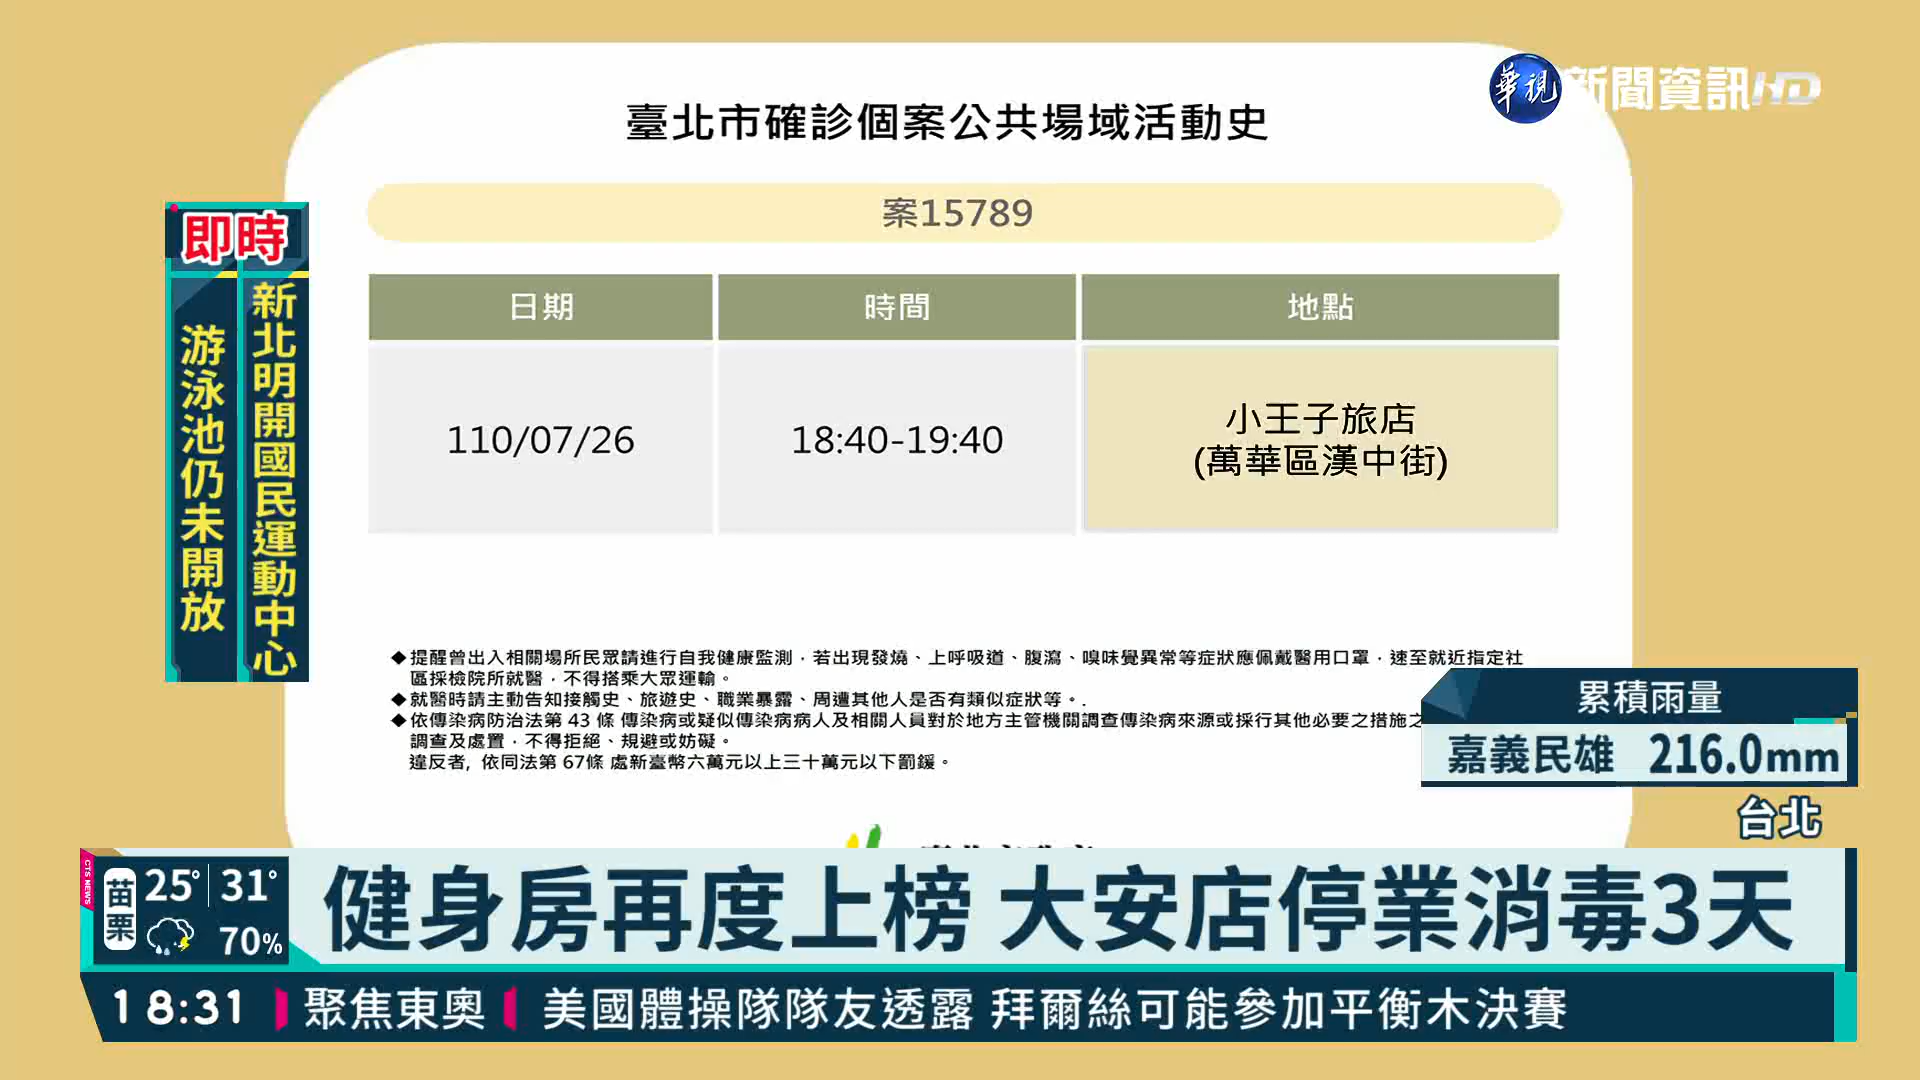 臺北市確診個案公共場域活動史
華視新聞資訊HD
案15789
日期
時間
地點
110/07/26
18:40-19:40
小王子旅店
(萬華區漢中街)
◆提醒曾出入相關場所民眾請進行自我健康監測，若出現發燒、上呼吸道、腹瀉、嗅味覺異常等症狀應佩戴醫用口罩，速至就近指定社
區採檢院所就醫，不得搭乘大眾運輸。
◆就醫時請主動告知接觸史、旅遊史、職業暴露、周遭其他人是否有類似症狀等。.
◆依傳染病防治法第 43 條 傳染病或疑似傳染病病人及相關人員對於地方主管機關調查傳染病來源或採行其他必要之措施之
調查及處置，不得拒絕、規避或妨礙。
違反者, 依同法第 67條 處新臺幣六萬元以上三十萬元以下罰鍰。
即時
新北明開國民運動中心
游泳池仍未開放
累積雨量
嘉義民雄 216.0mm
台北
CTS NEWS
苗栗
25° 31°
70%
健身房再度上榜 大安店停業消毒3天
18:31
聚焦東奧
美國體操隊隊友透露 拜爾絲可能參加平衡木決賽